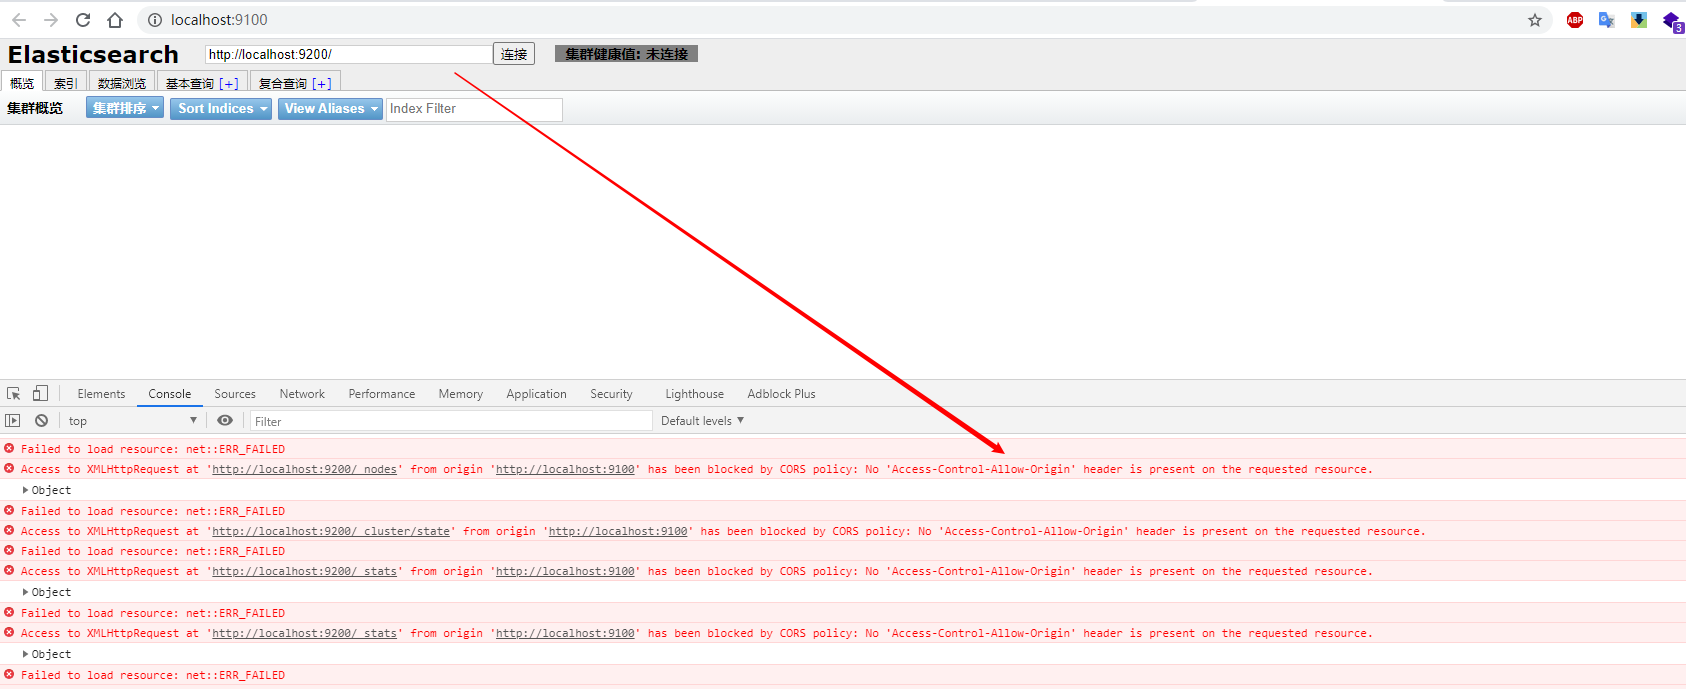 localhost:9100
ABP
3
Elasticsearch http://localhost:9200/ 连接 集群健康值: 未连接
概览 索引 数据浏览 基本查询 [+] 复合查询 [+]
集群概览 集群排序 Sort Indices View Aliases Index Filter
Elements Console Sources Network Performance Memory Application Security Lighthouse Adblock Plus
top Filter Default levels
Failed to load resource: net::ERR_FAILED
Access to XMLHttpRequest at 'http://localhost:9200/_nodes' from origin 'http://localhost:9100' has been blocked by CORS policy: No 'Access-Control-Allow-Origin' header is present on the requested resource.
Object
Failed to load resource: net::ERR_FAILED
Access to XMLHttpRequest at 'http://localhost:9200/_cluster/state' from origin 'http://localhost:9100' has been blocked by CORS policy: No 'Access-Control-Allow-Origin' header is present on the requested resource.
Failed to load resource: net::ERR_FAILED
Access to XMLHttpRequest at 'http://localhost:9200/_stats' from origin 'http://localhost:9100' has been blocked by CORS policy: No 'Access-Control-Allow-Origin' header is present on the requested resource.
Object
Failed to load resource: net::ERR_FAILED
Access to XMLHttpRequest at 'http://localhost:9200/_stats' from origin 'http://localhost:9100' has been blocked by CORS policy: No 'Access-Control-Allow-Origin' header is present on the requested resource.
Object
Failed to load resource: net::ERR_FAILED